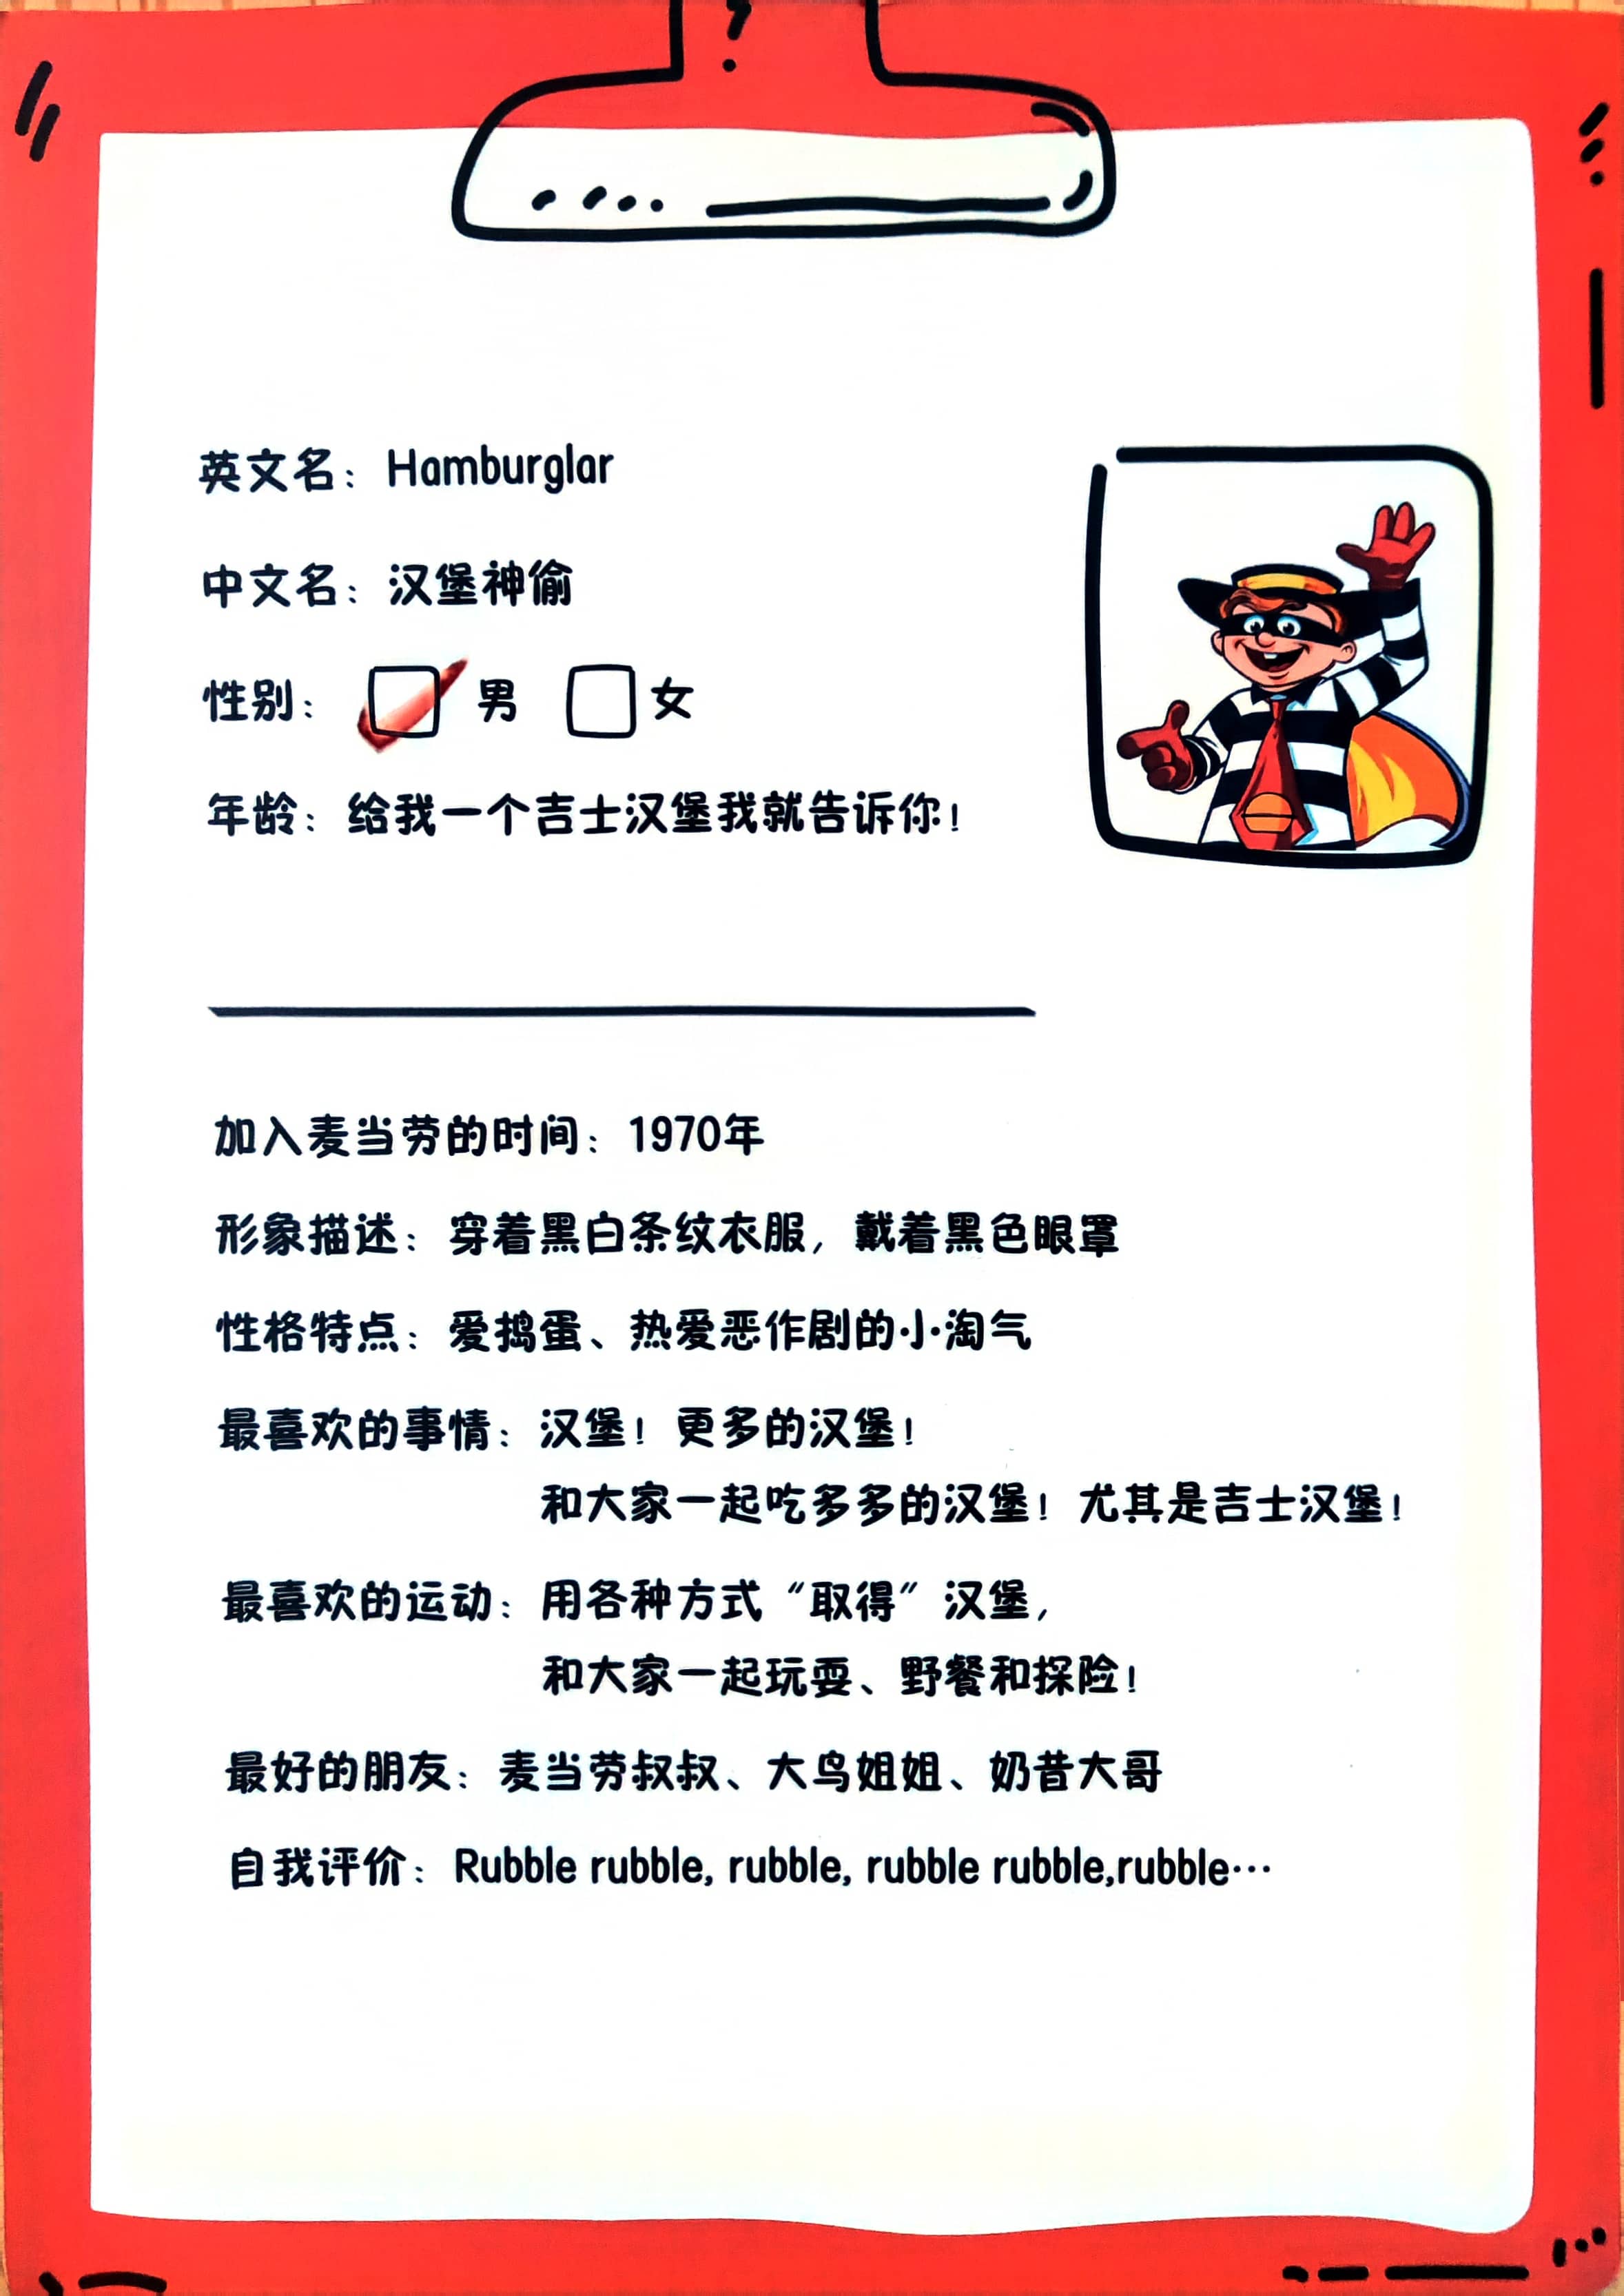 英文名：Hamburglar
中文名：汉堡神偷
性别： 男 女
年龄：给我一个吉士汉堡我就告诉你！
加入麦当劳的时间：1970年
形象描述：穿着黑白条纹衣服，戴着黑色眼罩
性格特点：爱捣蛋、热爱恶作剧的小淘气
最喜欢的事情：汉堡！更多的汉堡！
和大家一起吃多多的汉堡！尤其是吉士汉堡！
最喜欢的运动：用各种方式“取得”汉堡，
和大家一起玩耍、野餐和探险！
最好的朋友：麦当劳叔叔、大鸟姐姐、奶昔大哥
自我评价：Rubble rubble, rubble, rubble rubble,rubble…